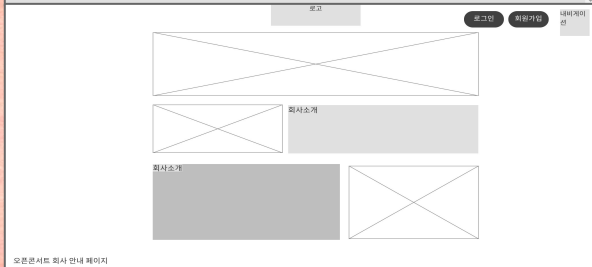 로고
로그인
회원가입
내비게이
션
회사소개
회사소개
오픈콘서트 회사 안내 페이지